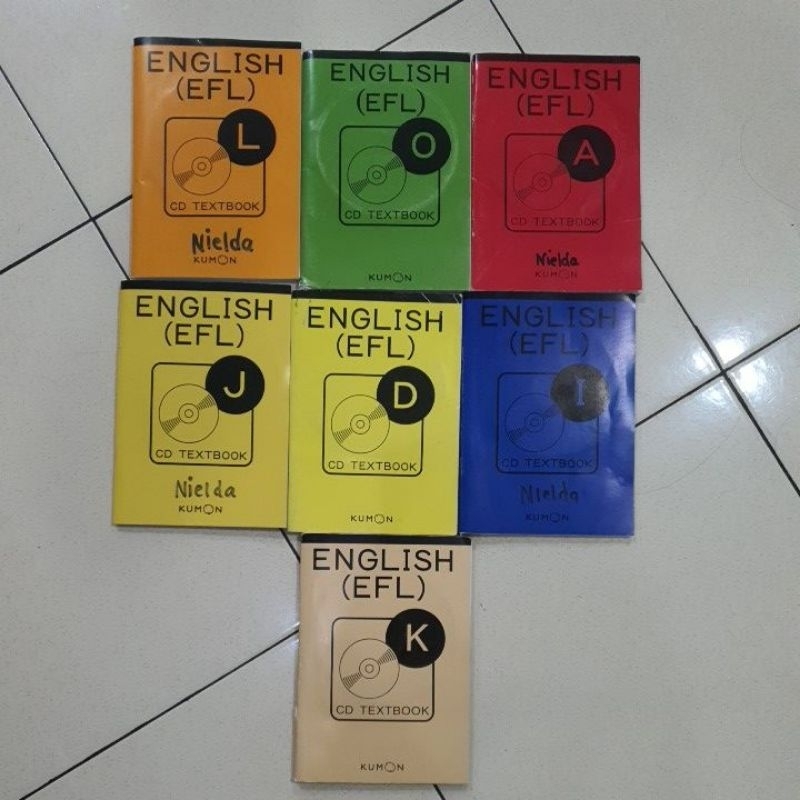 ENGLISH
(EFL)
L
CD TEXTBOOK
Nielda
KUMON
ENGLISH
(EFL)
O
CD TEXTBOOK
KUMON
ENGLISH
(EFL)
A
CD TEXTBOOK
Nielda
KUMON
ENGLISH
(EFL)
J
CD TEXTBOOK
Nielda
KUMON
ENGLISH
(EFL)
D
CD TEXTBOOK
KUMON
ENGLISH
(EFL)
I
CD TEXTBOOK
Nielda
KUMON
ENGLISH
(EFL)
K
CD TEXTBOOK
KUMON